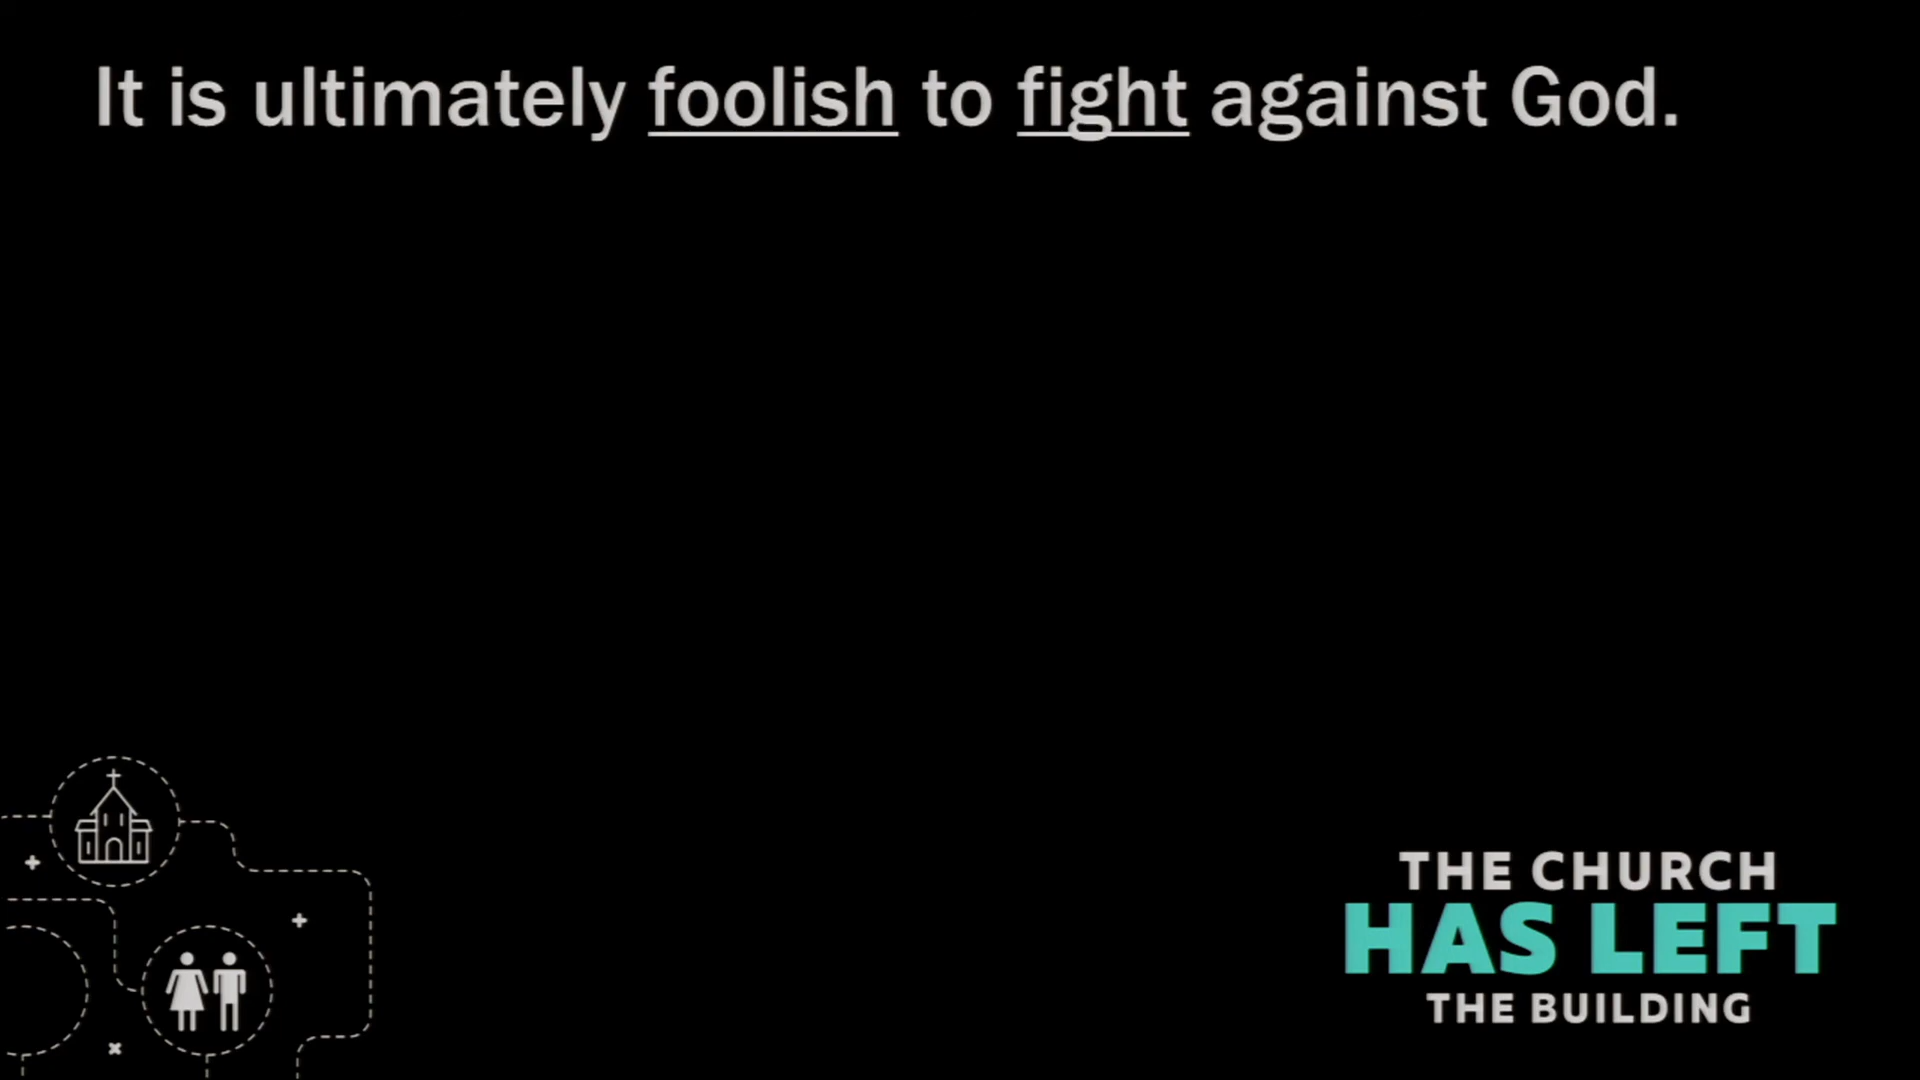 It is ultimately foolish to fight against God.
THE CHURCH
HAS LEFT
THE BUILDING